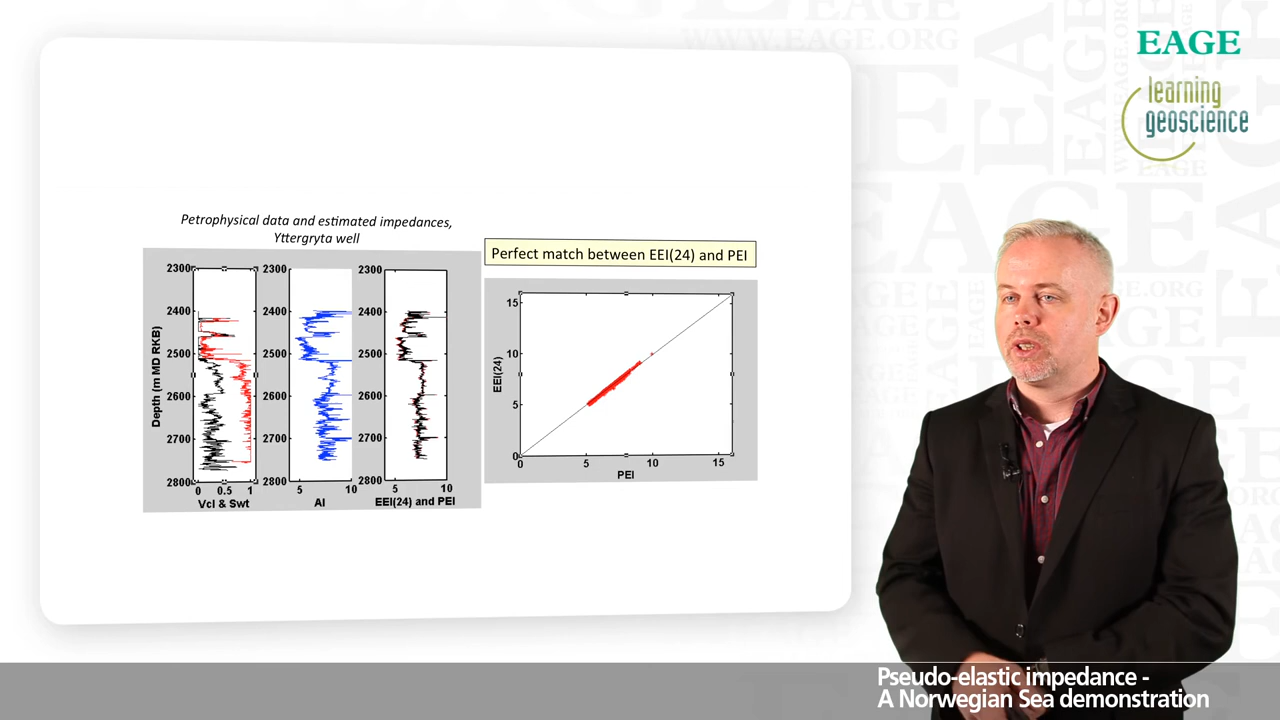 WWW.EAGE.ORG
EAGE
learning
geoscience
Petrophysical data and estimated impedances,
Yttergryta well
Perfect match between EEI(24) and PEI
Depth (m MD RKB)
2300
2400
2500
2600
2700
2800
0 0.5 1
Vcl & Swt
2300
2400
2500
2600
2700
2800
5 10
AI
2300
2400
2500
2600
2700
2800
5 10
EEI(24) and PEI
EEI(24)
15
10
5
0
0 5 10 15
PEI
Pseudo-elastic impedance -
A Norwegian Sea demonstration